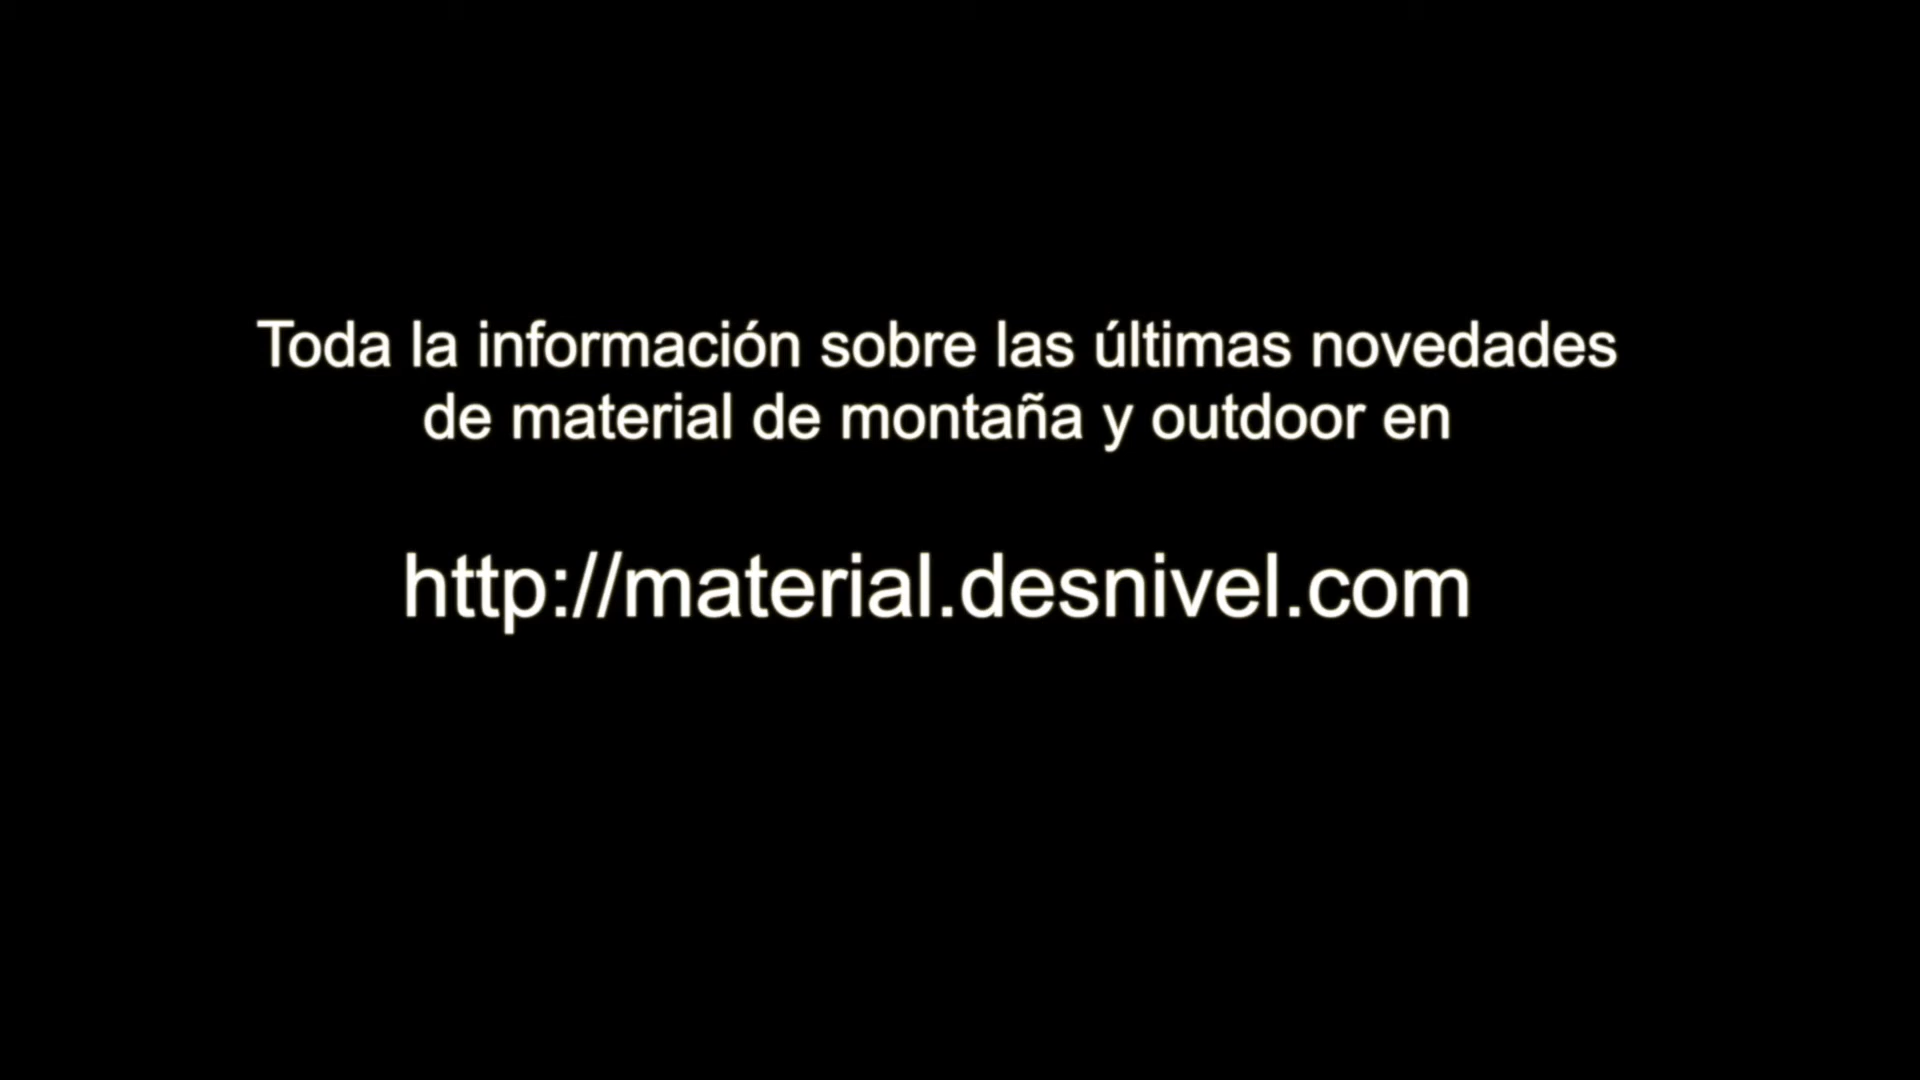 Toda la información sobre las últimas novedades
de material de montaña y outdoor en
http://material.desnivel.com